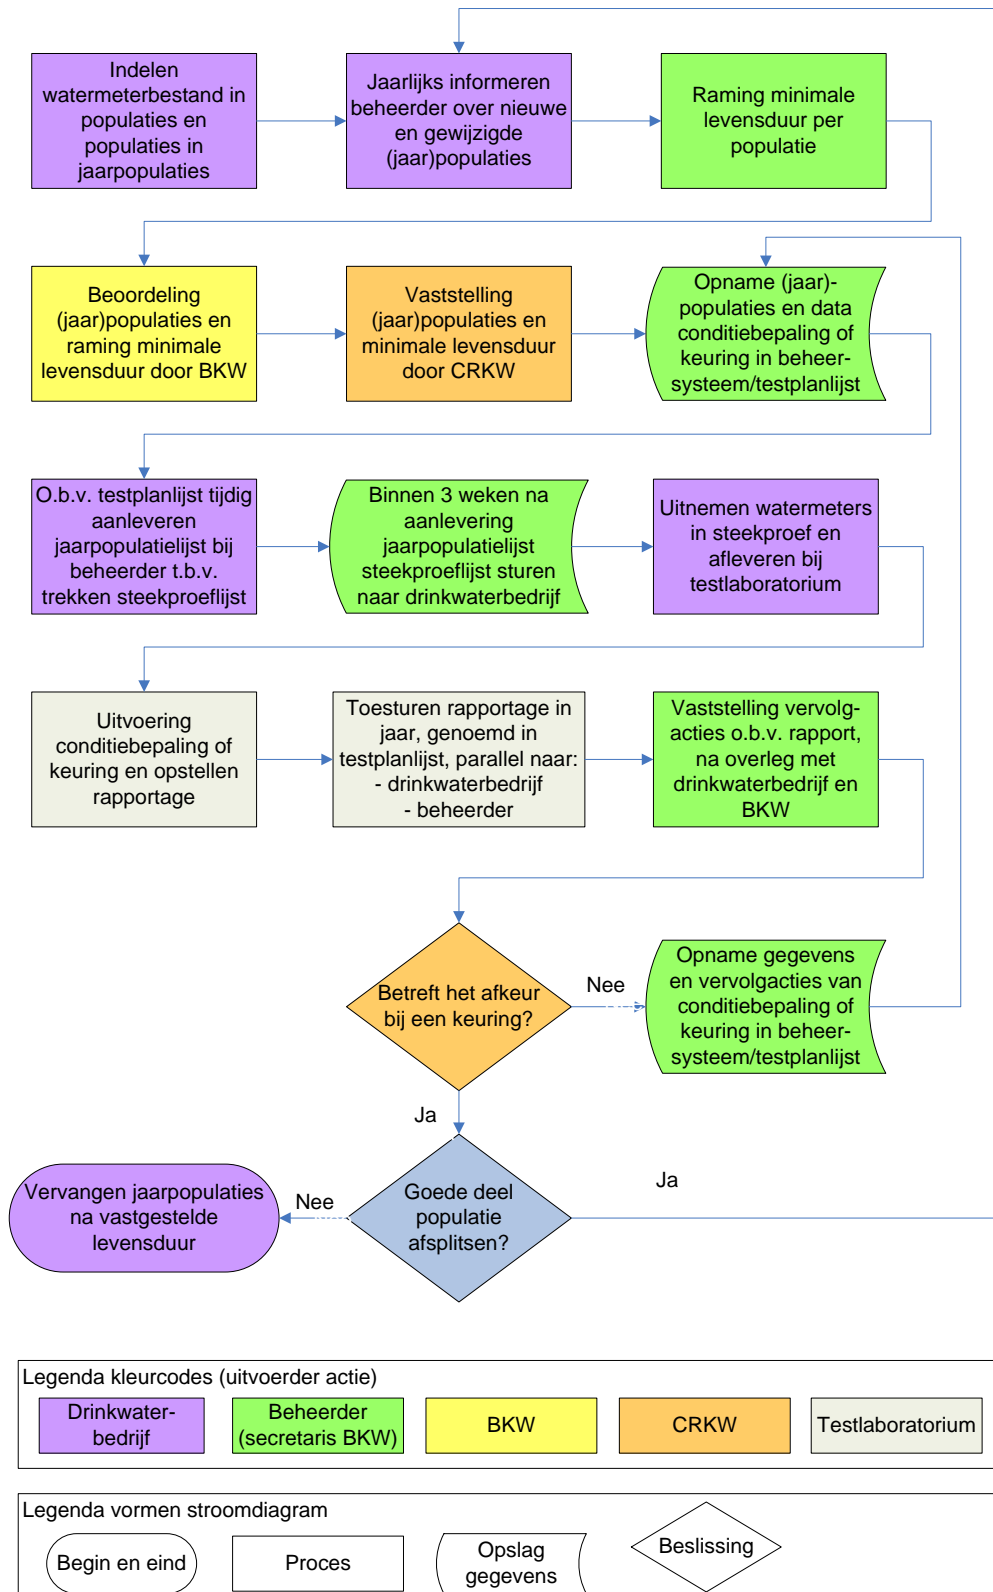 Indelen
watermeterbestand in
populaties en
populaties in
jaarpopulaties
Jaarlijks informeren
beheerder over nieuwe
en gewijzigde
(jaar)populaties
Raming minimale
levensduur per
populatie
Beoordeling
(jaar)populaties en
raming minimale
levensduur door BKW
Vaststelling
(jaar)populaties en
minimale levensduur
door CRKW
Opname (jaar)-
populaties en data
conditiebepaling of
keuring in beheer-
systeem/testplanlijst
O.b.v. testplanlijst tijdig
aanleveren
jaarpopulatielijst bij
beheerder t.b.v.
trekken steekproeflijst
Binnen 3 weken na
aanlevering
jaarpopulatielijst
steekproeflijst sturen
naar drinkwaterbedrijf
Uitnemen watermeters
in steekproef en
afleveren bij
testlaboratorium
Uitvoering
conditiebepaling of
keuring en opstellen
rapportage
Toesturen rapportage in
jaar, genoemd in
testplanlijst, parallel naar:
- drinkwaterbedrijf
- beheerder
Vaststelling vervolg-
acties o.b.v. rapport,
na overleg met
drinkwaterbedrijf en
BKW
Betreft het afkeur
bij een keuring?
Nee
Opname gegevens
en vervolgacties van
conditiebepaling of
keuring in beheer-
systeem/testplanlijst
Ja
Vervangen jaarpopulaties
na vastgestelde
levensduur
Nee
Goede deel
populatie
afsplitsen?
Ja
Legenda kleurcodes (uitvoerder actie)
Drinkwater-
bedrijf
Beheerder
(secretaris BKW)
BKW
CRKW
Testlaboratorium
Legenda vormen stroomdiagram
Begin en eind
Proces
Opslag
gegevens
Beslissing